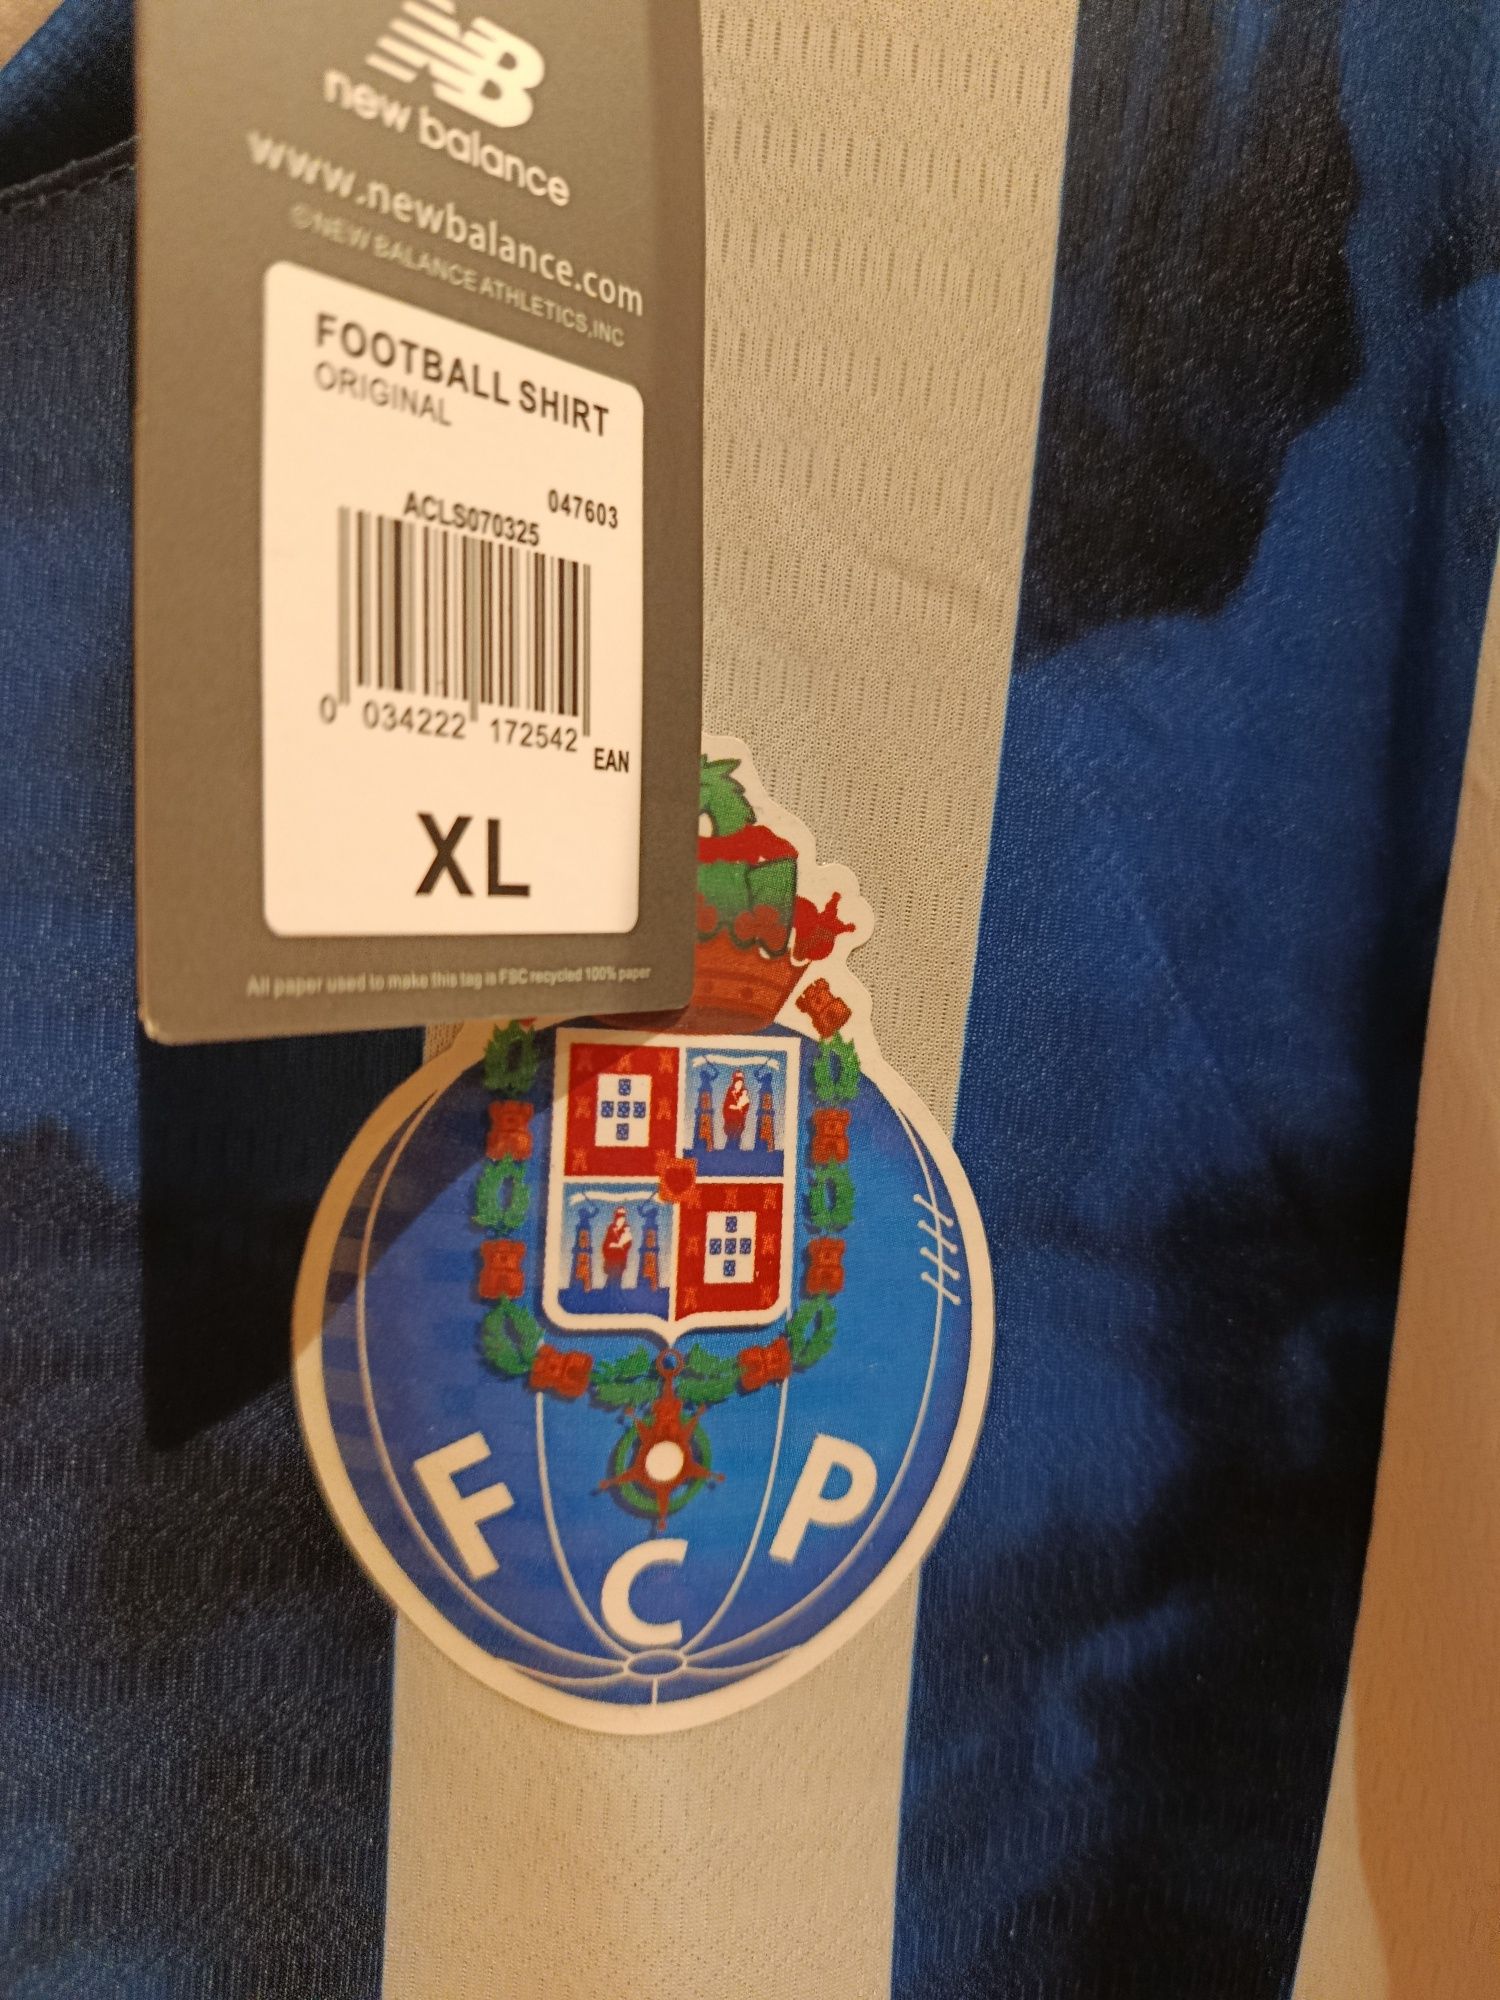 NB
new balance
www.newbalance.com
©NEW BALANCE ATHLETICS,INC
FOOTBALL SHIRT
ORIGINAL
047603
ACLS070325
0 034222 172542
EAN
XL
All paper used to make this tag is FSC recycled 100% paper
F C P